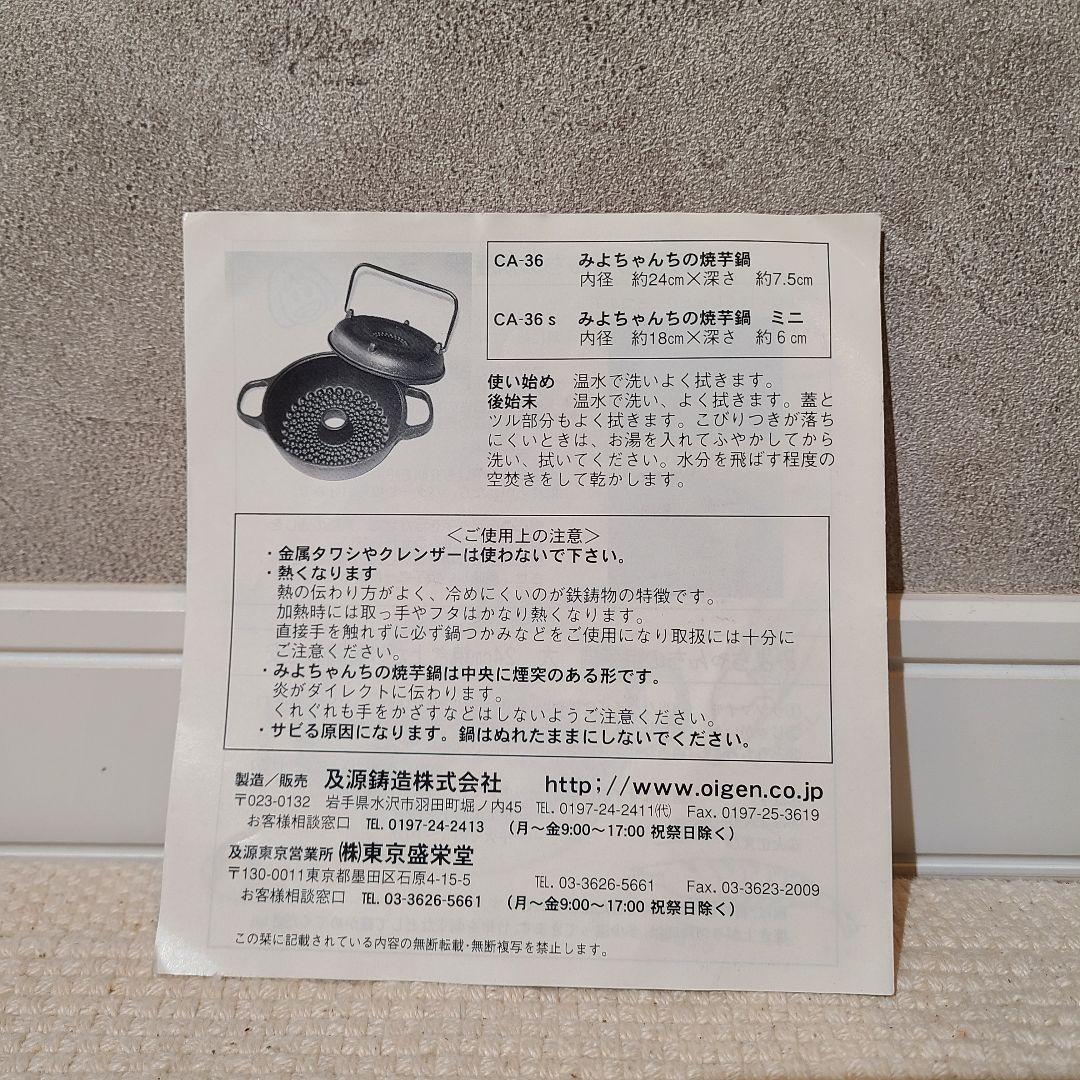 CA-36 みよちゃんちの焼芋鍋
内径 約24㎝×深さ 約7.5㎝
CA-36 s みよちゃんちの焼芋鍋 ミニ
内径 約18㎝×深さ 約6㎝
使い始め 温水で洗いよく拭きます。
後始末 温水で洗い、よく拭きます。蓋と
ツル部分もよく拭きます。こびりつきが落ち
にくいときは、お湯を入れてふやかしてから
洗い、拭いてください。水分を飛ばす程度の
空焚きをして乾かします。
＜ご使用上の注意＞
・金属タワシやクレンザーは使わないで下さい。
・熱くなります
熱の伝わり方がよく、冷めにくいのが鉄鋳物の特徴です。
加熱時には取っ手やフタはかなり熱くなります。
直接手を触れずに必ず鍋つかみなどをご使用になり取扱には十分に
ご注意ください。
・みよちゃんちの焼芋鍋は中央に煙突のある形です。
炎がダイレクトに伝わります。
くれぐれも手をかざすなどはしないようご注意ください。
・サビる原因になります。鍋はぬれたままにしないでください。
製造／販売 及源鋳造株式会社 http;//www.oigen.co.jp
〒023-0132 岩手県水沢市羽田町堀ノ内45 TEL. 0197-24-2411㈹ Fax. 0197-25-3619
お客様相談窓口 TEL. 0197-24-2413 （月～金9:00～17:00 祝祭日除く）
及源東京営業所 ㈱東京盛栄堂
〒130-0011東京都墨田区石原4-15-5 TEL. 03-3626-5661 Fax. 03-3623-2009
お客様相談窓口 TEL. 03-3626-5661 （月～金9:00～17:00 祝祭日除く）
この栞に記載されている内容の無断転載・無断複写を禁止します。